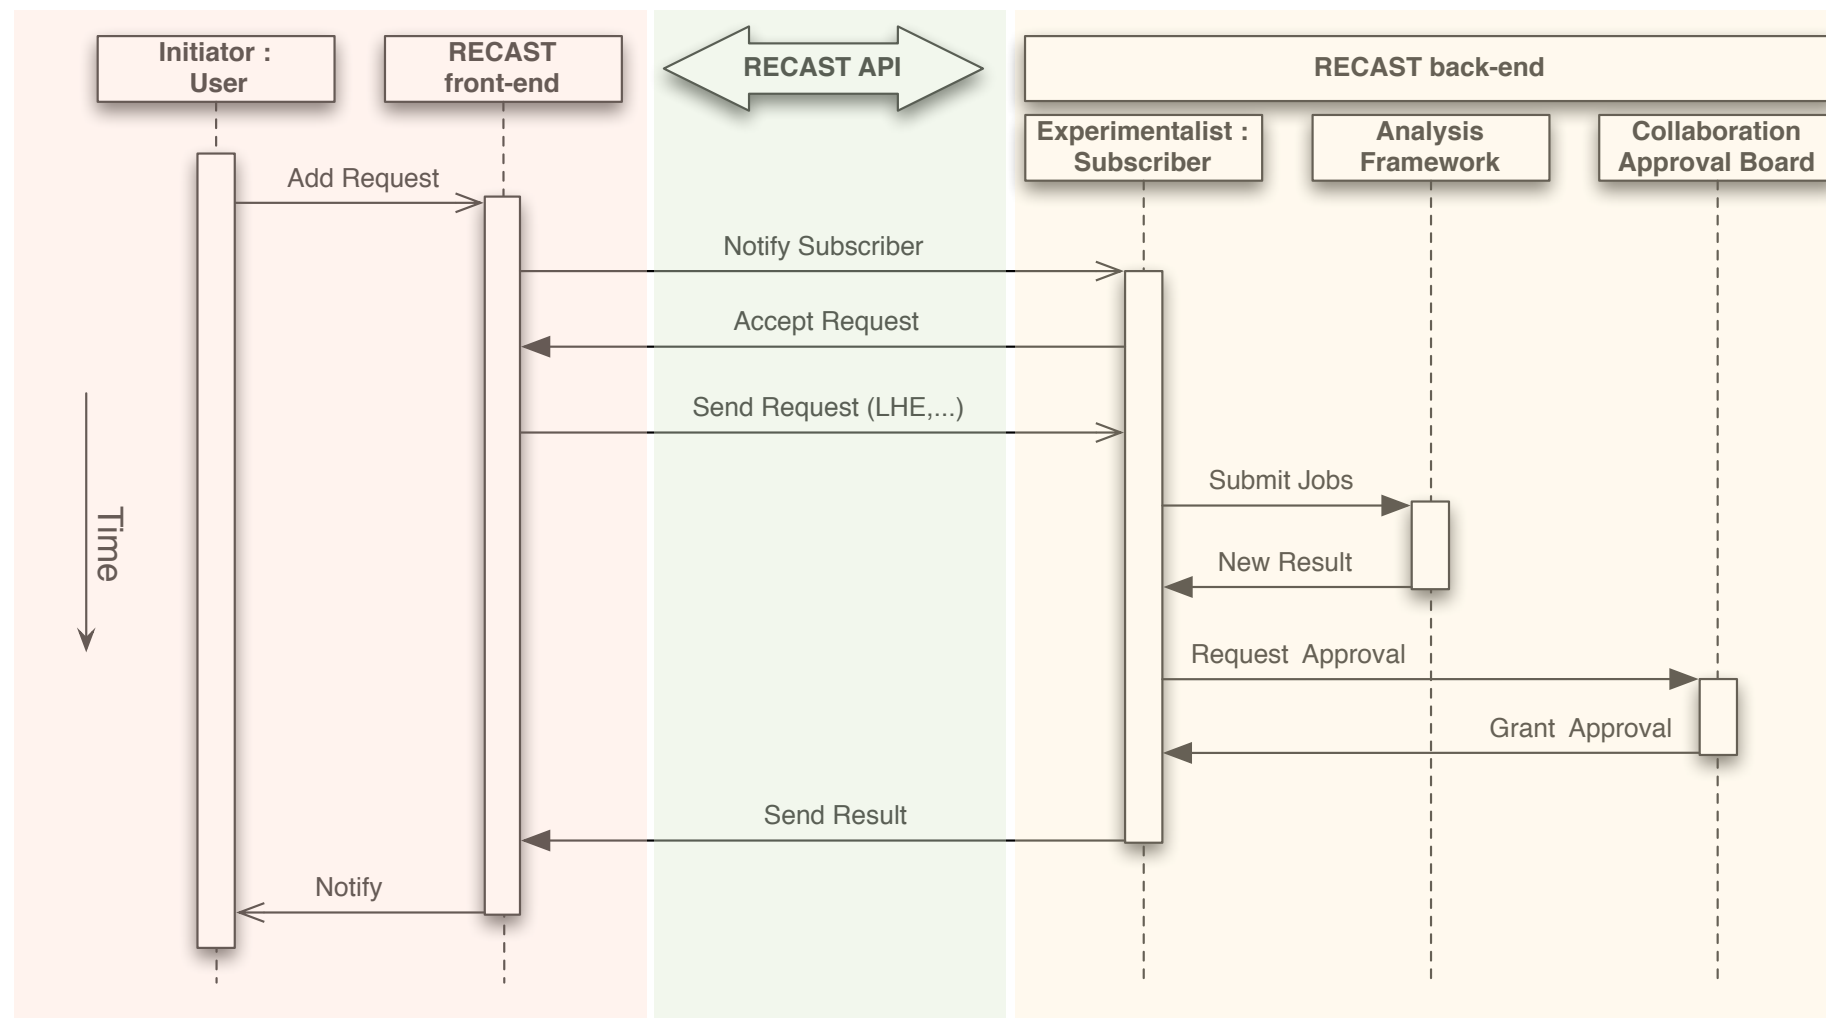 Initiator :
User
RECAST
front-end
RECAST API
RECAST back-end
Experimentalist :
Subscriber
Analysis
Framework
Collaboration
Approval Board
Add Request
Notify Subscriber
Accept Request
Send Request (LHE,...)
Submit Jobs
Time
New Result
Request Approval
Grant Approval
Send Result
Notify